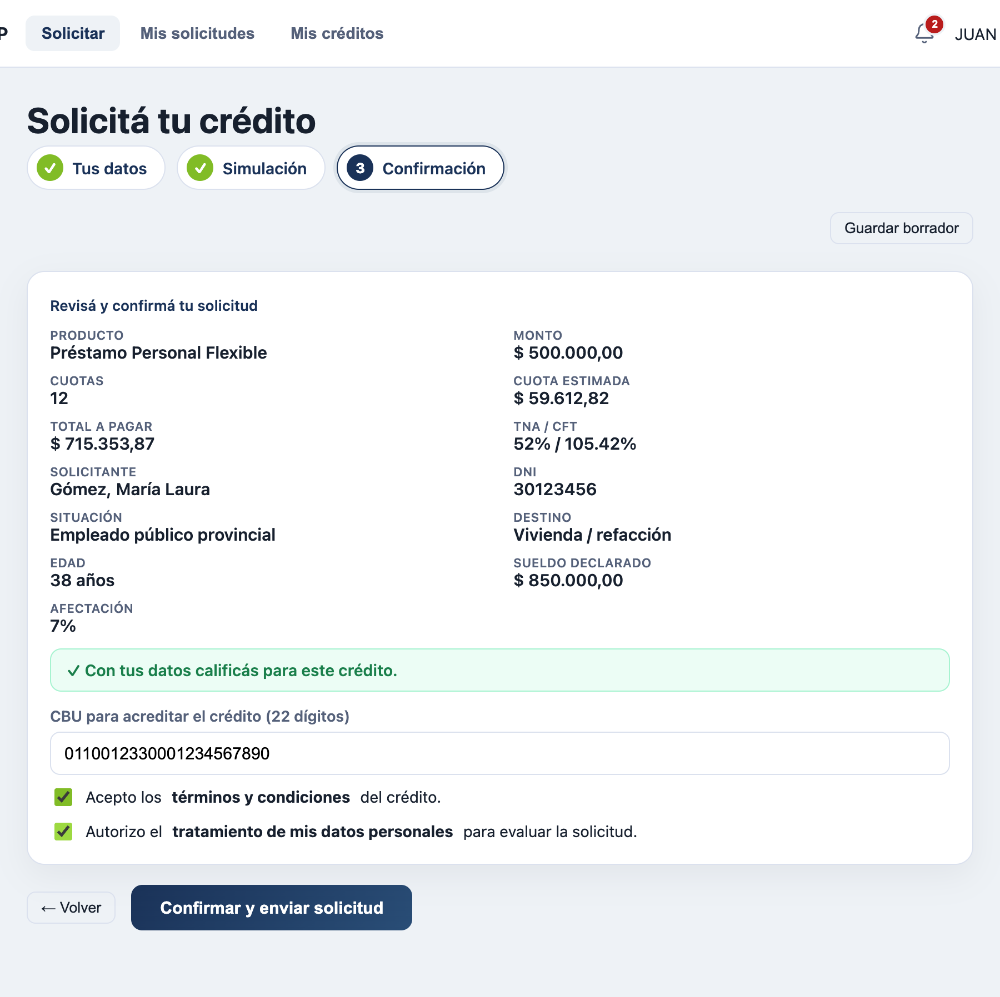 P Solicitar Mis solicitudes Mis créditos 2 JUAN
Solicitá tu crédito
Tus datos Simulación 3 Confirmación
Guardar borrador
Revisá y confirmá tu solicitud
PRODUCTO
Préstamo Personal Flexible
MONTO
$ 500.000,00
CUOTAS
12
CUOTA ESTIMADA
$ 59.612,82
TOTAL A PAGAR
$ 715.353,87
TNA / CFT
52% / 105.42%
SOLICITANTE
Gómez, María Laura
DNI
30123456
SITUACIÓN
Empleado público provincial
DESTINO
Vivienda / refacción
EDAD
38 años
SUELDO DECLARADO
$ 850.000,00
AFECTACIÓN
7%
✓ Con tus datos calificás para este crédito.
CBU para acreditar el crédito (22 dígitos)
0110012330001234567890
Acepto los términos y condiciones del crédito.
Autorizo el tratamiento de mis datos personales para evaluar la solicitud.
← Volver Confirmar y enviar solicitud